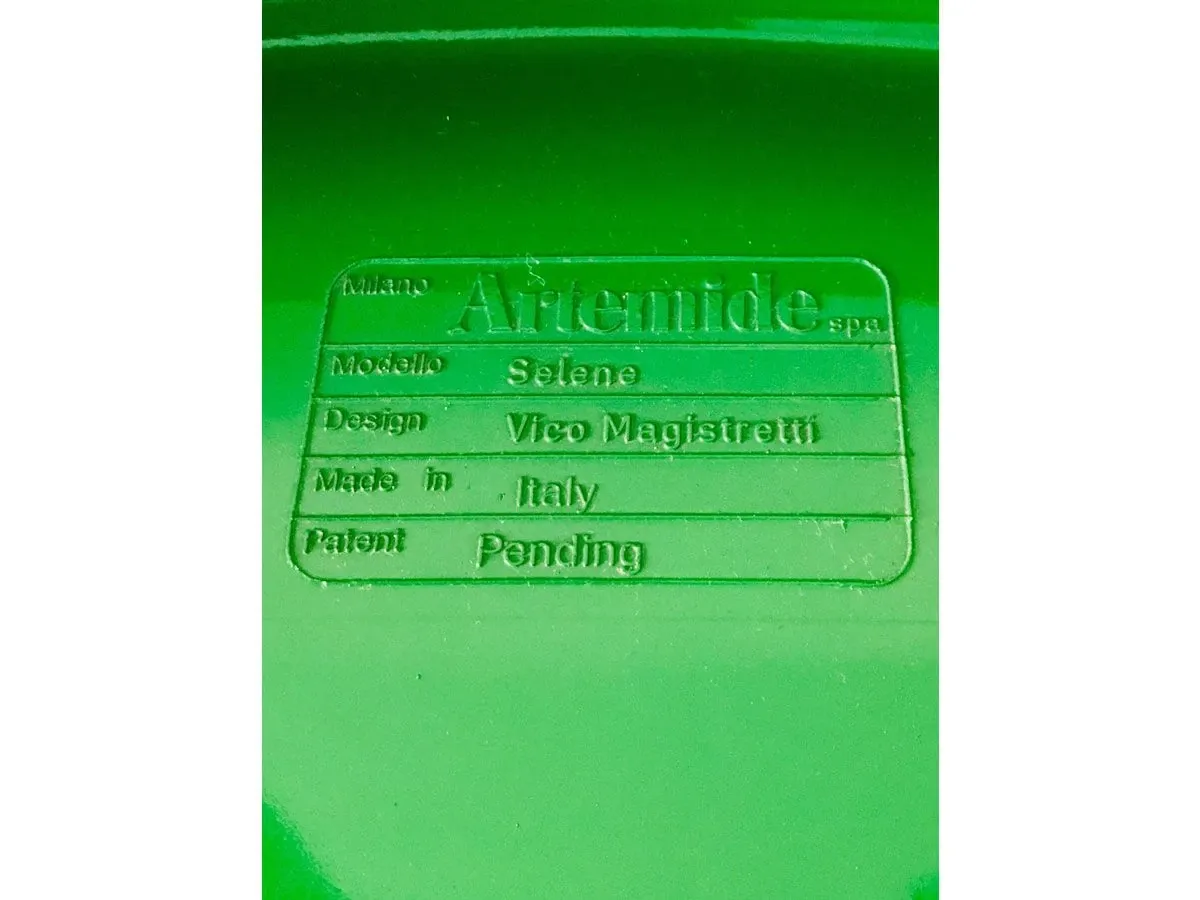 Milano Artemide spa
Modello Selene
Design Vico Magistretti
Made in Italy
Patent Pending